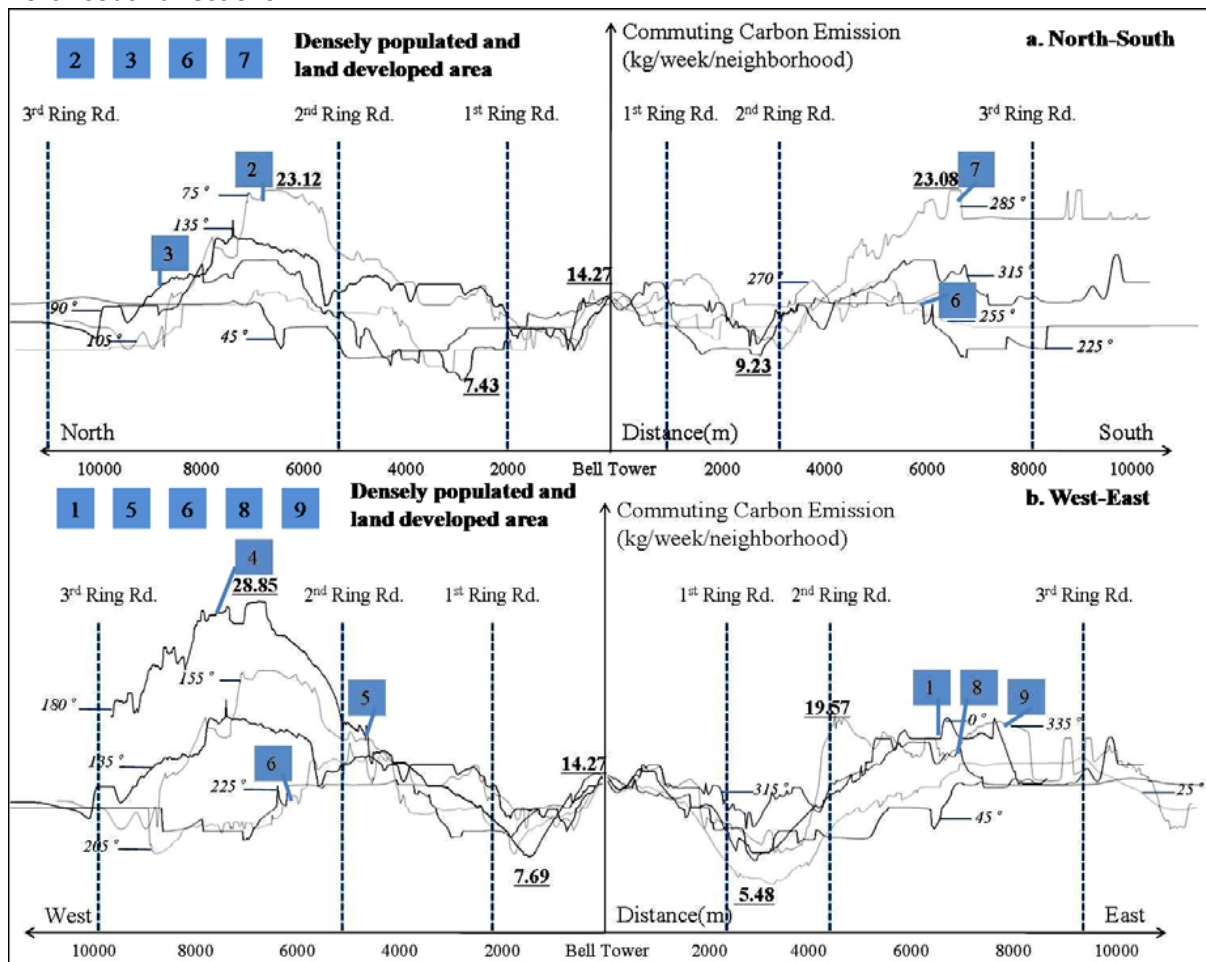 Commuting Carbon Emission
(kg/week/neighborhood)
a. North-South
2 3 6 7
Densely populated and
land developed area
3rd Ring Rd.
2nd Ring Rd.
1st Ring Rd.
1st Ring Rd.
2nd Ring Rd.
3rd Ring Rd.
2
23.12
75°
135°
3
90°
105°
45°
7.43
14.27
9.23
270
23.08
7
285°
315°
6
255°
225°
North
Distance(m)
South
10000 8000 6000 4000 2000 Bell Tower 2000 4000 6000 8000 10000
1 5 6 8 9
Densely populated and
land developed area
Commuting Carbon Emission
(kg/week/neighborhood)
b. West-East
4
28.85
3rd Ring Rd.
2nd Ring Rd.
1st Ring Rd.
1st Ring Rd.
2nd Ring Rd.
3rd Ring Rd.
180°
155°
5
135°
6
225°
205°
7.69
14.27
19.57
1
8
9
0°
335°
315°
25°
45°
5.48
West
Distance(m)
East
10000 8000 6000 4000 2000 Bell Tower 2000 4000 6000 8000 10000